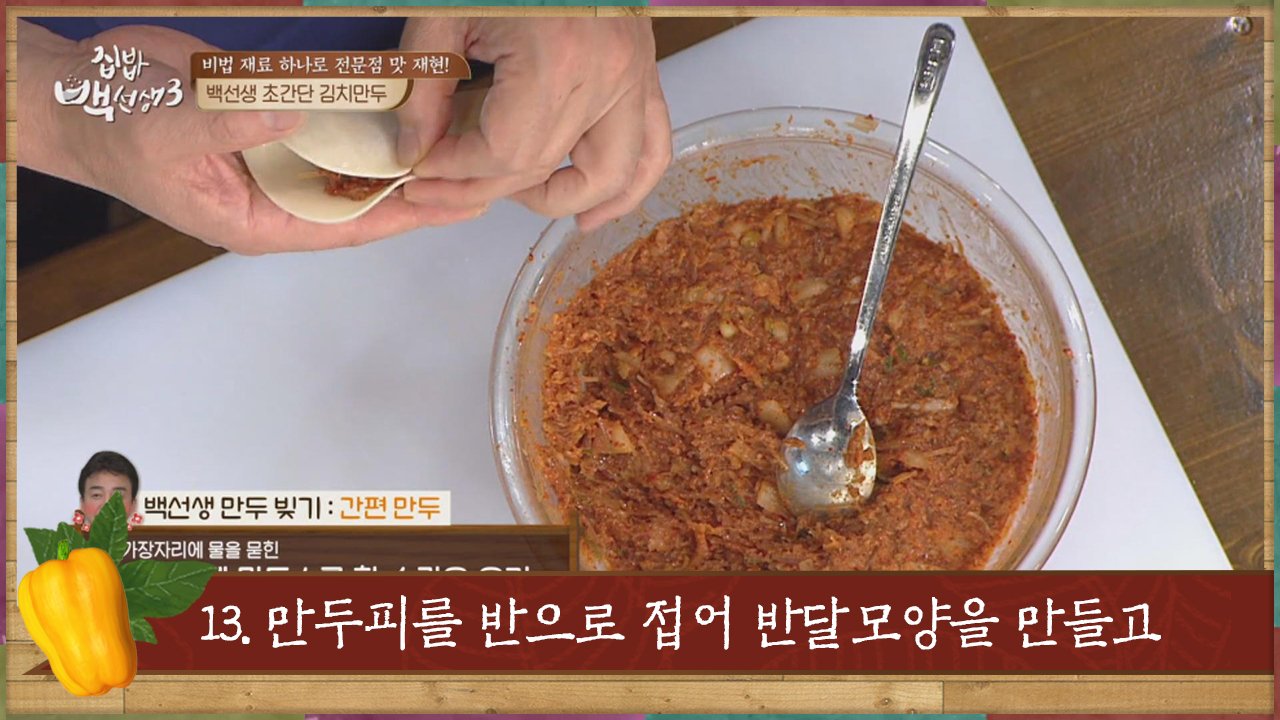 집밥
백선생3
비법 재료 하나로 전문점 맛 재현!
백선생 초간단 김치만두
백선생 만두 빚기 : 간편 만두
가장자리에 물을 묻힌
13. 만두피를 반으로 접어 반달모양을 만들고